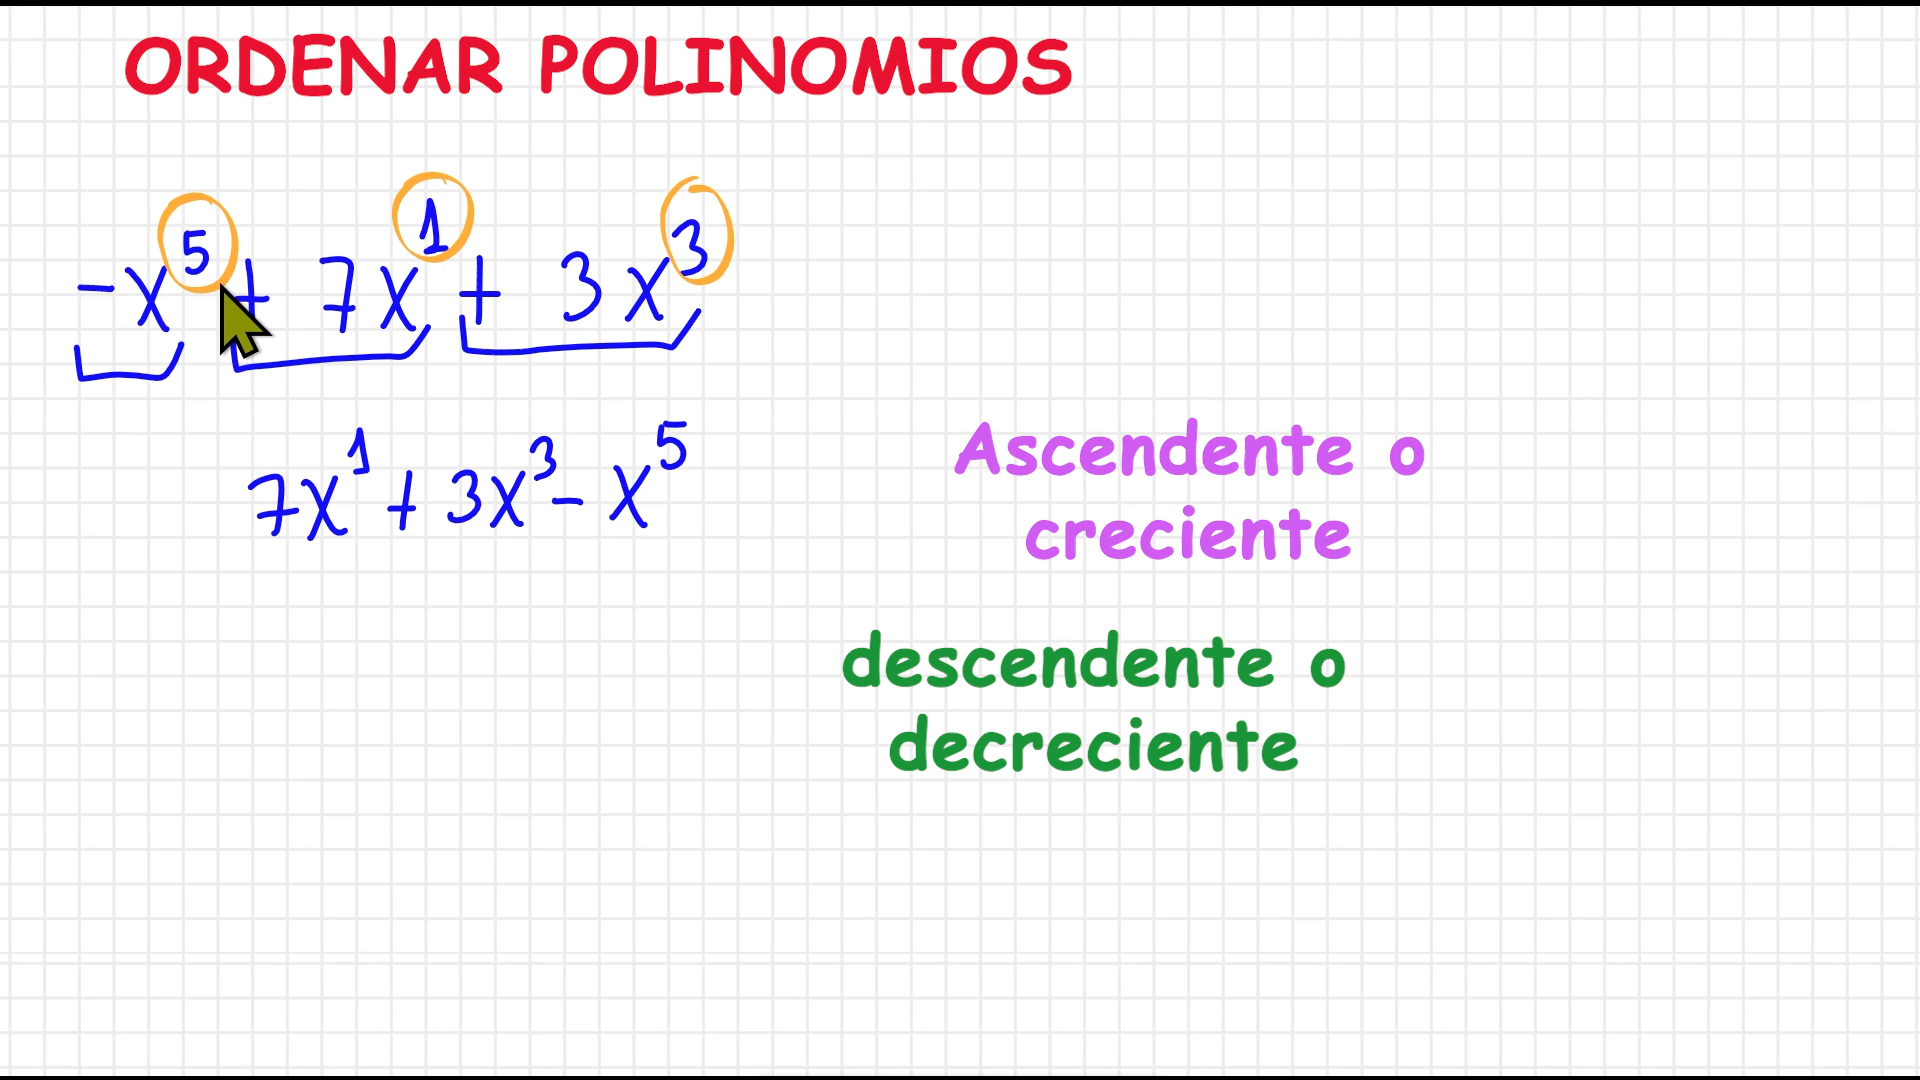 ORDENAR POLINOMIOS
-x⁵ + 7x¹ + 3x³
7x¹ + 3x³ - x⁵
Ascendente o
creciente
descendente o
decreciente